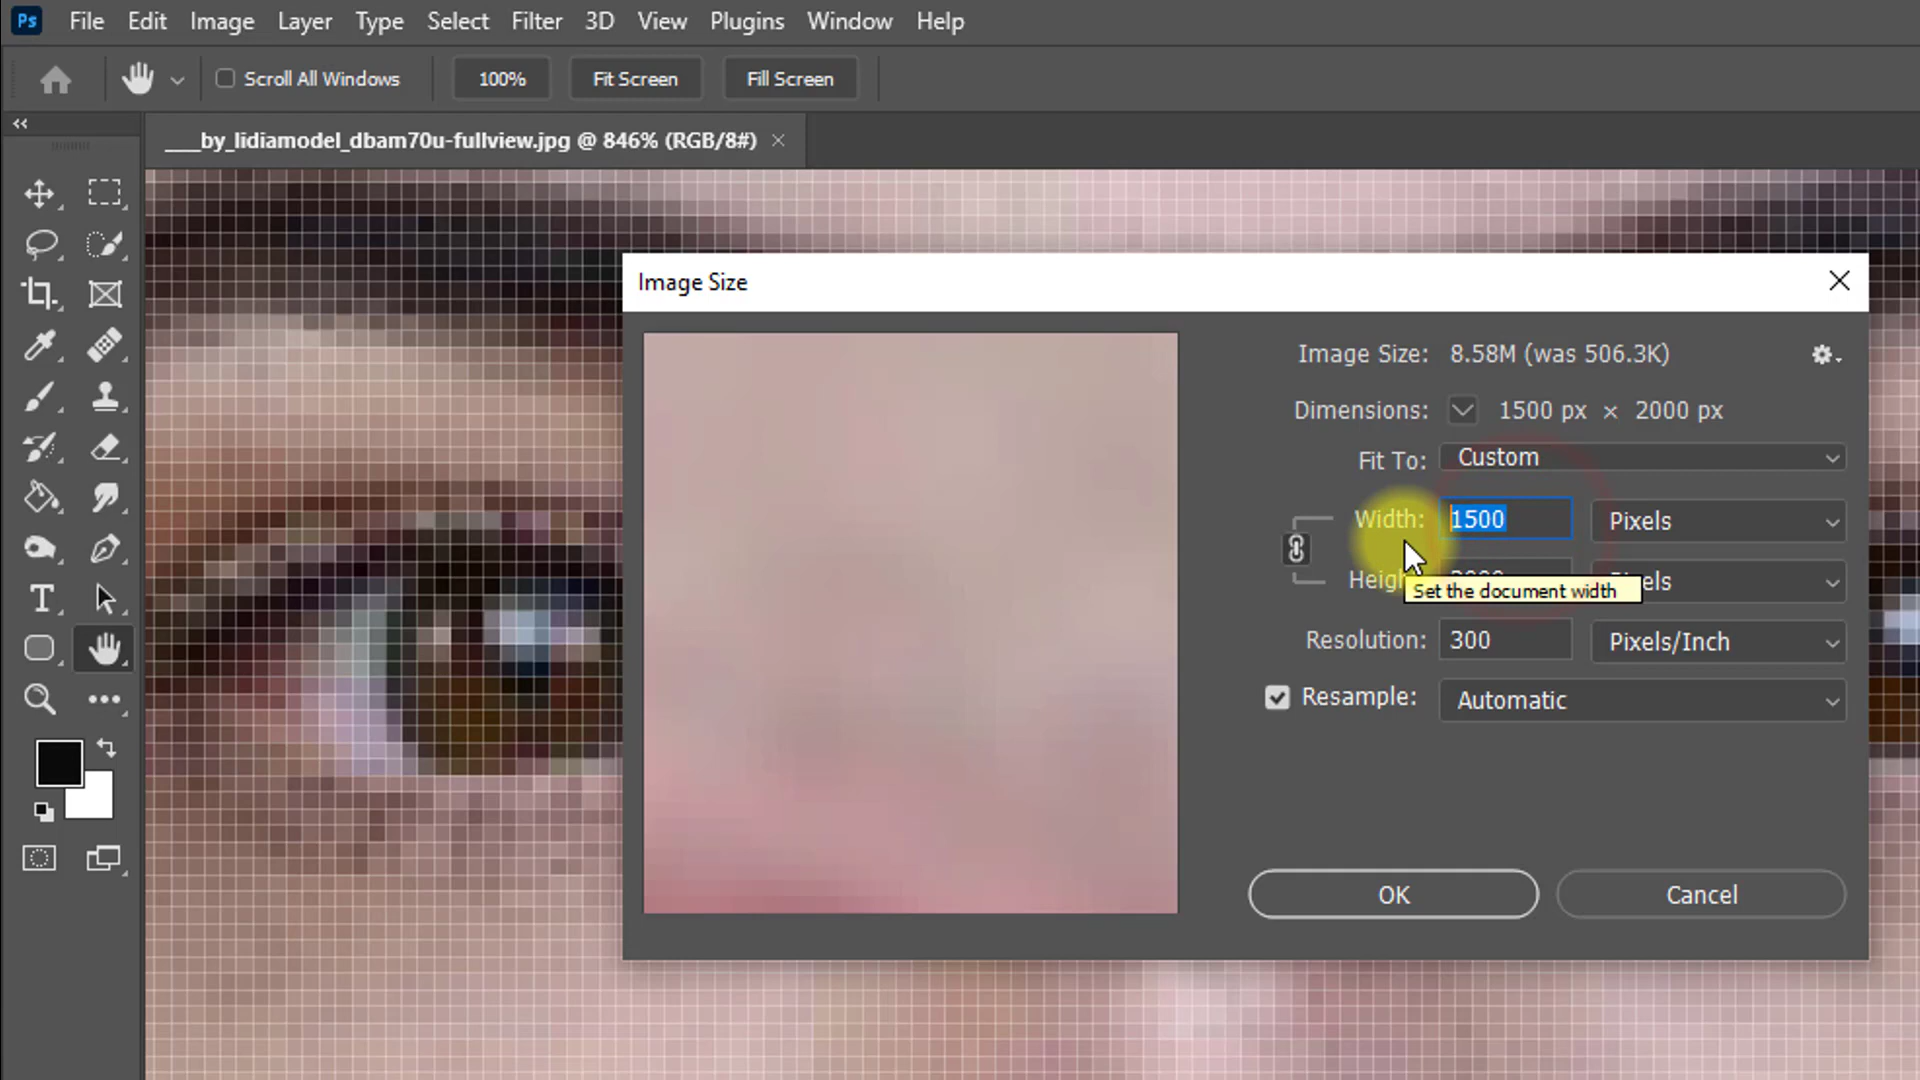 Ps File Edit Image Layer Type Select Filter 3D View Plugins Window Help
Scroll All Windows 100% Fit Screen Fill Screen
____by_lidiamodel_dbam70u-fullview.jpg @ 846% (RGB/8#)
Image Size
Image Size: 8.58M (was 506.3K)
Dimensions: 1500 px × 2000 px
Fit To: Custom
Width: 1500 Pixels
Set the document width
Resolution: 300 Pixels/Inch
Resample: Automatic
OK Cancel